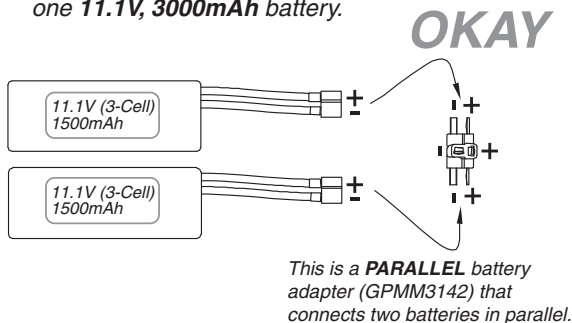 one 11.1V, 3000mAh battery.
OKAY
11.1V (3-Cell)
1500mAh
+
-
- +
- +
11.1V (3-Cell)
1500mAh
+
-
- +
This is a PARALLEL battery
adapter (GPMM3142) that
connects two batteries in parallel.